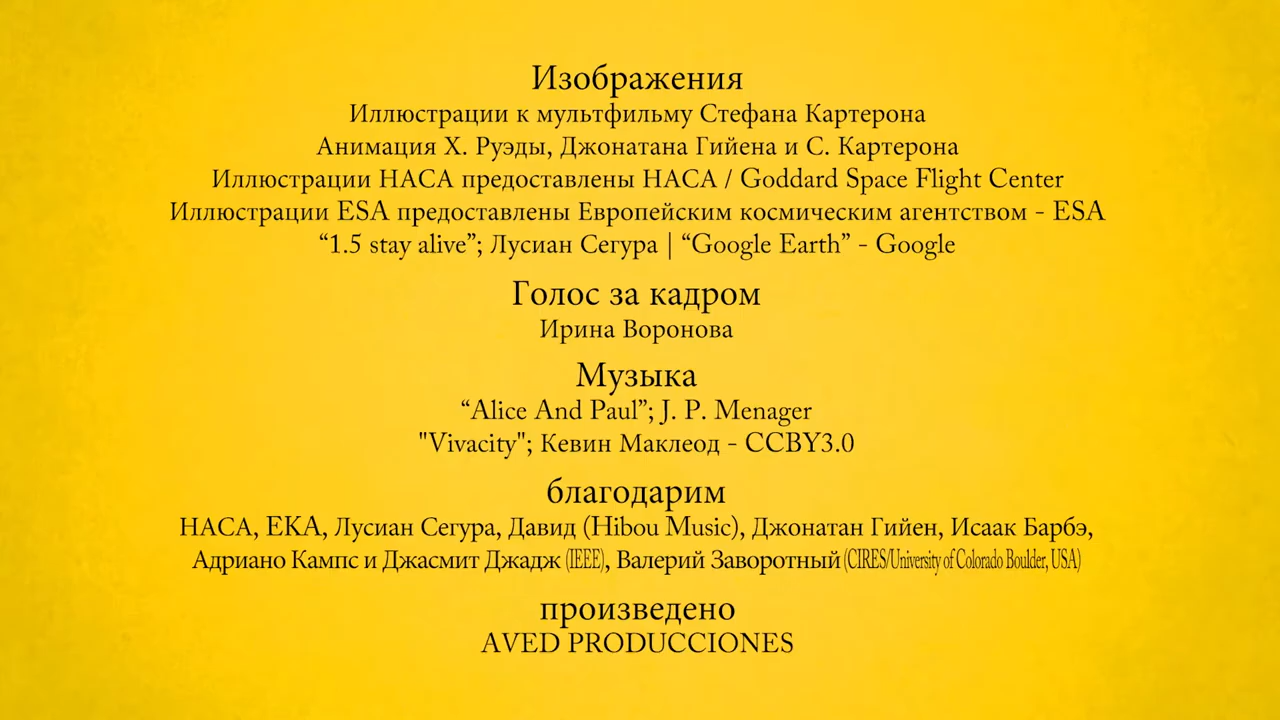 Изображения
Иллюстрации к мультфильму Стефана Картерона
Анимация Х. Руэды, Джонатана Гийена и С. Картерона
Иллюстрации НАСА предоставлены НАСА / Goddard Space Flight Center
Иллюстрации ESA предоставлены Европейским космическим агентством - ESA
“1.5 stay alive”; Лусиан Сегура | “Google Earth” - Google
Голос за кадром
Ирина Воронова
Музыка
“Alice And Paul”; J. P. Menager
"Vivacity"; Кевин Маклеод - CCBY3.0
благодарим
НАСА, ЕКА, Лусиан Сегура, Давид (Hibou Music), Джонатан Гийен, Исаак Барбэ,
Адриано Кампс и Джасмит Джадж (IEEE), Валерий Заворотный (CIRES/University of Colorado Boulder, USA)
произведено
AVED PRODUCCIONES